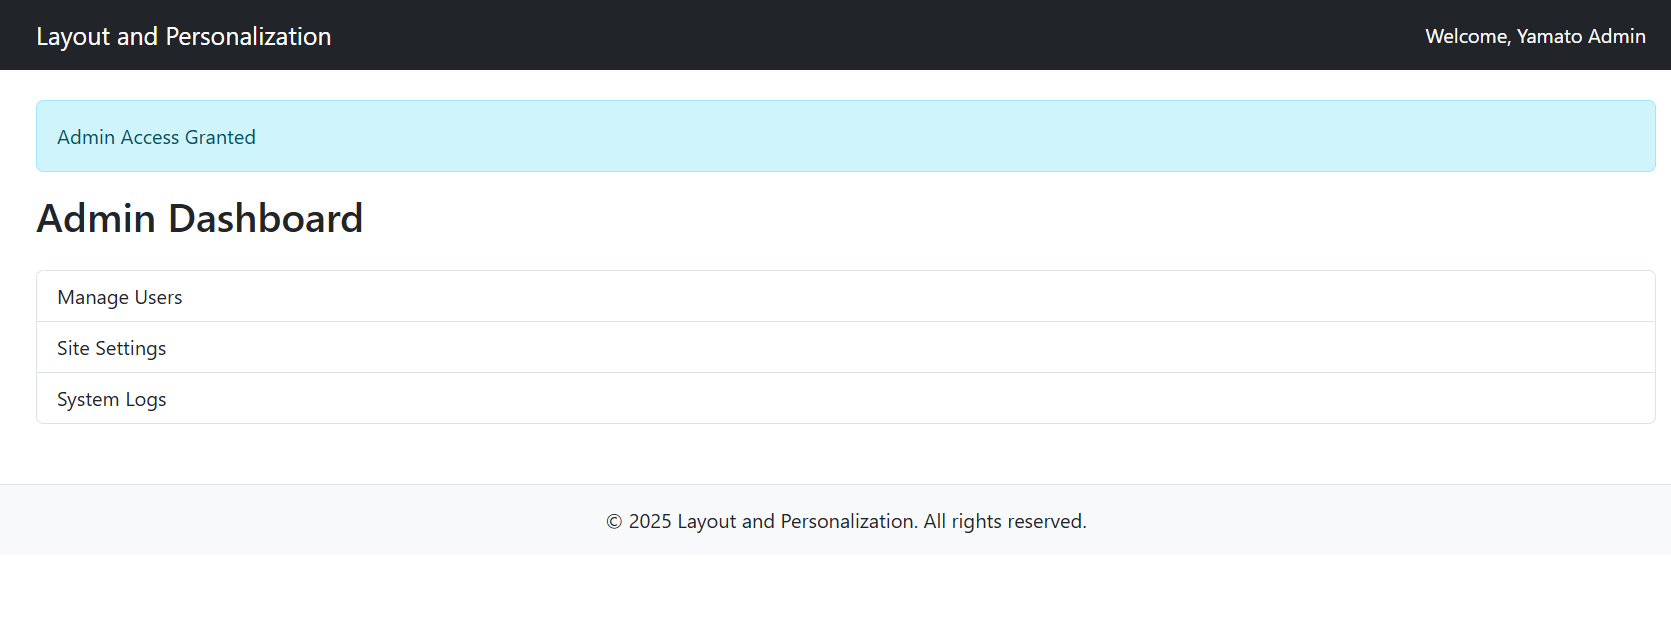 Layout and Personalization
Welcome, Yamato Admin
Admin Access Granted
Admin Dashboard
Manage Users
Site Settings
System Logs
© 2025 Layout and Personalization. All rights reserved.